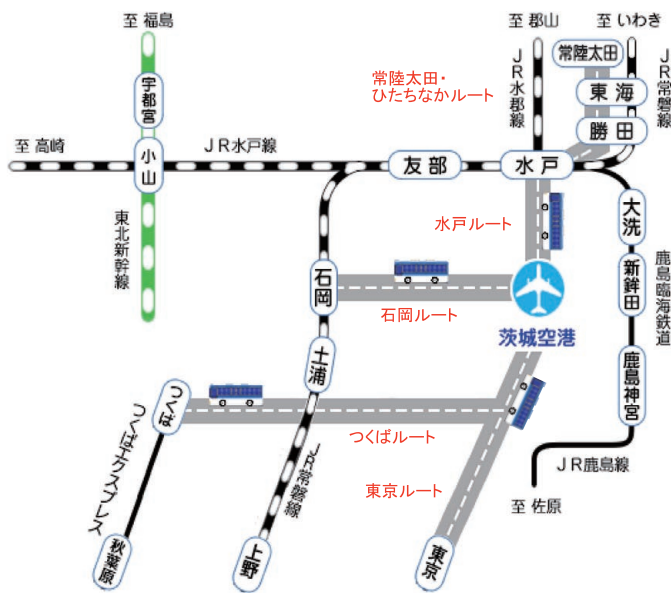 至 福島
至 郡山
至 いわき
常陸太田
宇都宮
常陸太田・
ひたちなかルート
JR水郡線
東海
JR常磐線
勝田
至 高崎
小山
JR水戸線
友部
水戸
東北新幹線
水戸ルート
大洗
石岡
新鉾田
鹿島臨海鉄道
石岡ルート
茨城空港
土浦
鹿島神宮
つくば
つくばルート
つくばエクスプレス
JR常磐線
東京ルート
JR鹿島線
至 佐原
秋葉原
上野
東京